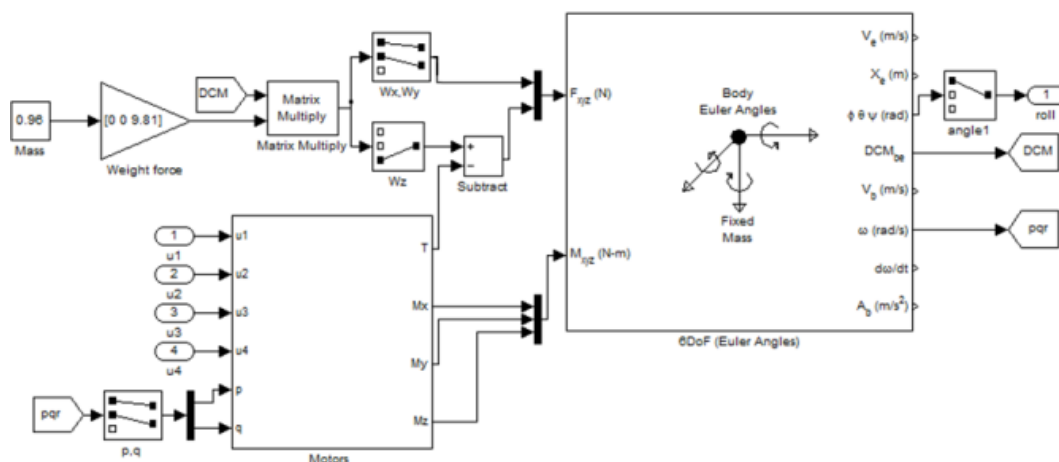 V_e (m/s)
X_e (m)
Wx,Wy
F_xyz (N)
Body
Euler Angles
1
roll
DCM
Matrix
Multiply
ϕ θ ψ (rad)
angle1
0.96
[0 0 9.81]
Matrix Multiply
Mass
Weight force
Wz
+
−
Subtract
DCM_be
DCM
V_b (m/s)
Fixed
Mass
1
u1
u1
T
ω (rad/s)
pqr
2
u2
u2
M_xyz (N-m)
dω/dt
3
u3
u3
Mx
A_b (m/s²)
4
u4
u4
My
6DoF (Euler Angles)
pqr
p
q
Mz
p,q
Motors